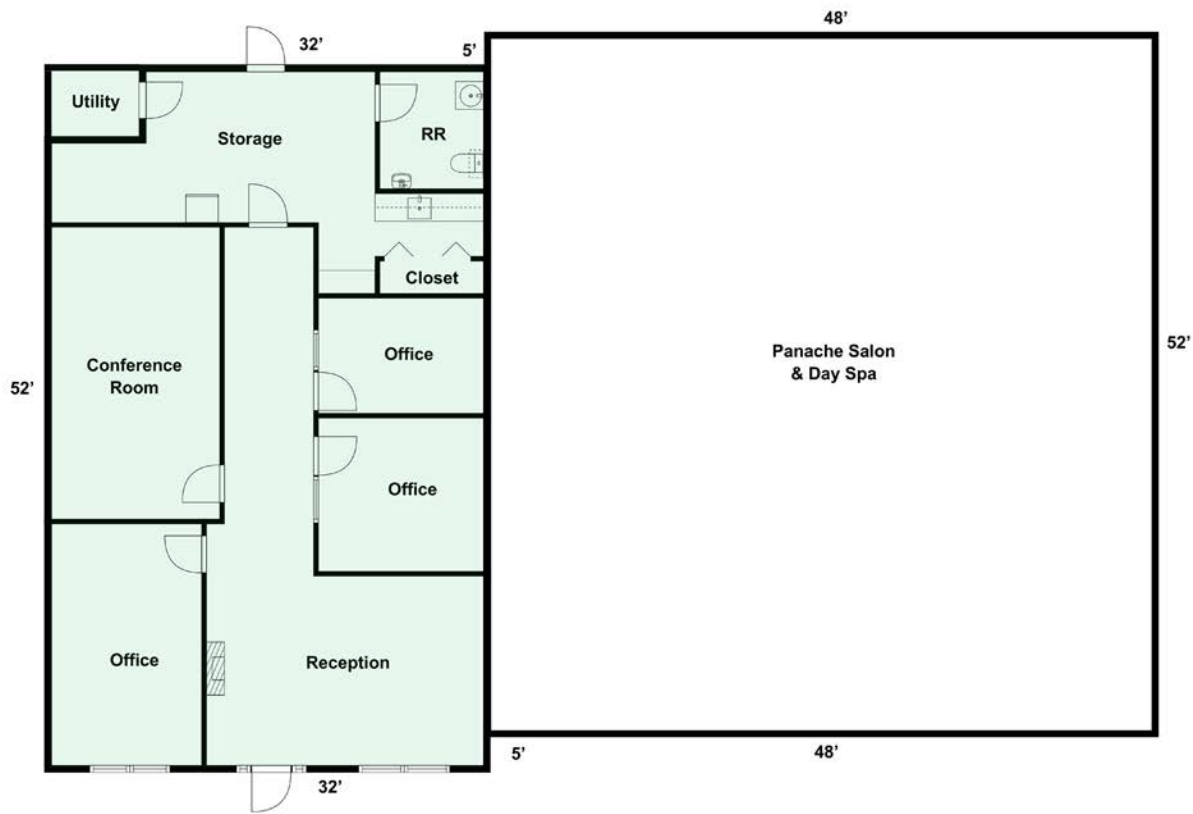 48’
32’
5’
Utility
Storage
RR
Closet
Office
Panache Salon
& Day Spa
52’
Conference
Room
52’
Office
Office
Reception
5’
48’
32’